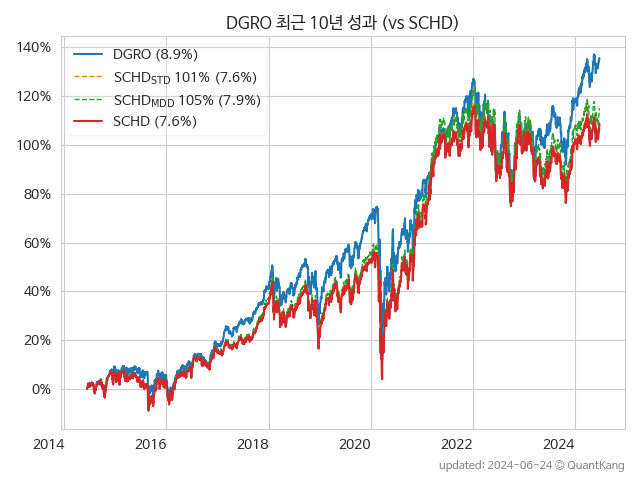 DGRO 최근 10년 성과 (vs SCHD)
140%
120%
100%
80%
60%
40%
20%
0%
DGRO (8.9%)
SCHD_STD 101% (7.6%)
SCHD_MDD 105% (7.9%)
SCHD (7.6%)
2014
2016
2018
2020
2022
2024
updated: 2024-06-24 © QuantKang